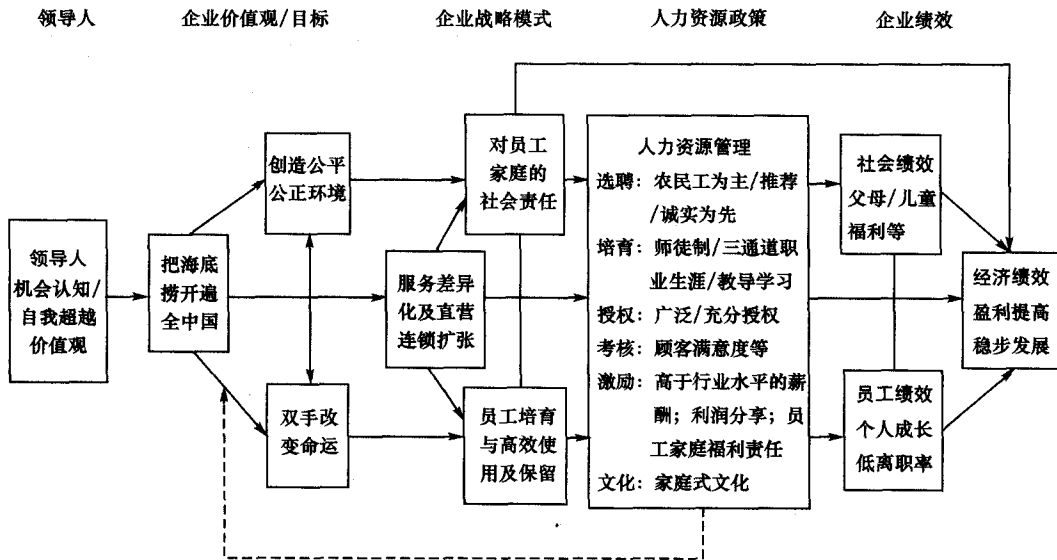 领导人
企业价值观/目标
企业战略模式
人力资源政策
企业绩效
领导人
机会认知/
自我超越
价值观
把海底
捞开遍
全中国
创造公平
公正环境
双手改
变命运
服务差异
化及直营
连锁扩张
对员工
家庭的
社会责任
员工培育
与高效使
用及保留
人力资源管理
选聘：农民工为主/推荐
/诚实为先
培育：师徒制/三通道职
业生涯/教导学习
授权：广泛/充分授权
考核：顾客满意度等
激励：高于行业水平的薪
酬；利润分享；员
工家庭福利责任
文化：家庭式文化
社会绩效
父母/儿童
福利等
员工绩效
个人成长
低离职率
经济绩效
盈利提高
稳步发展